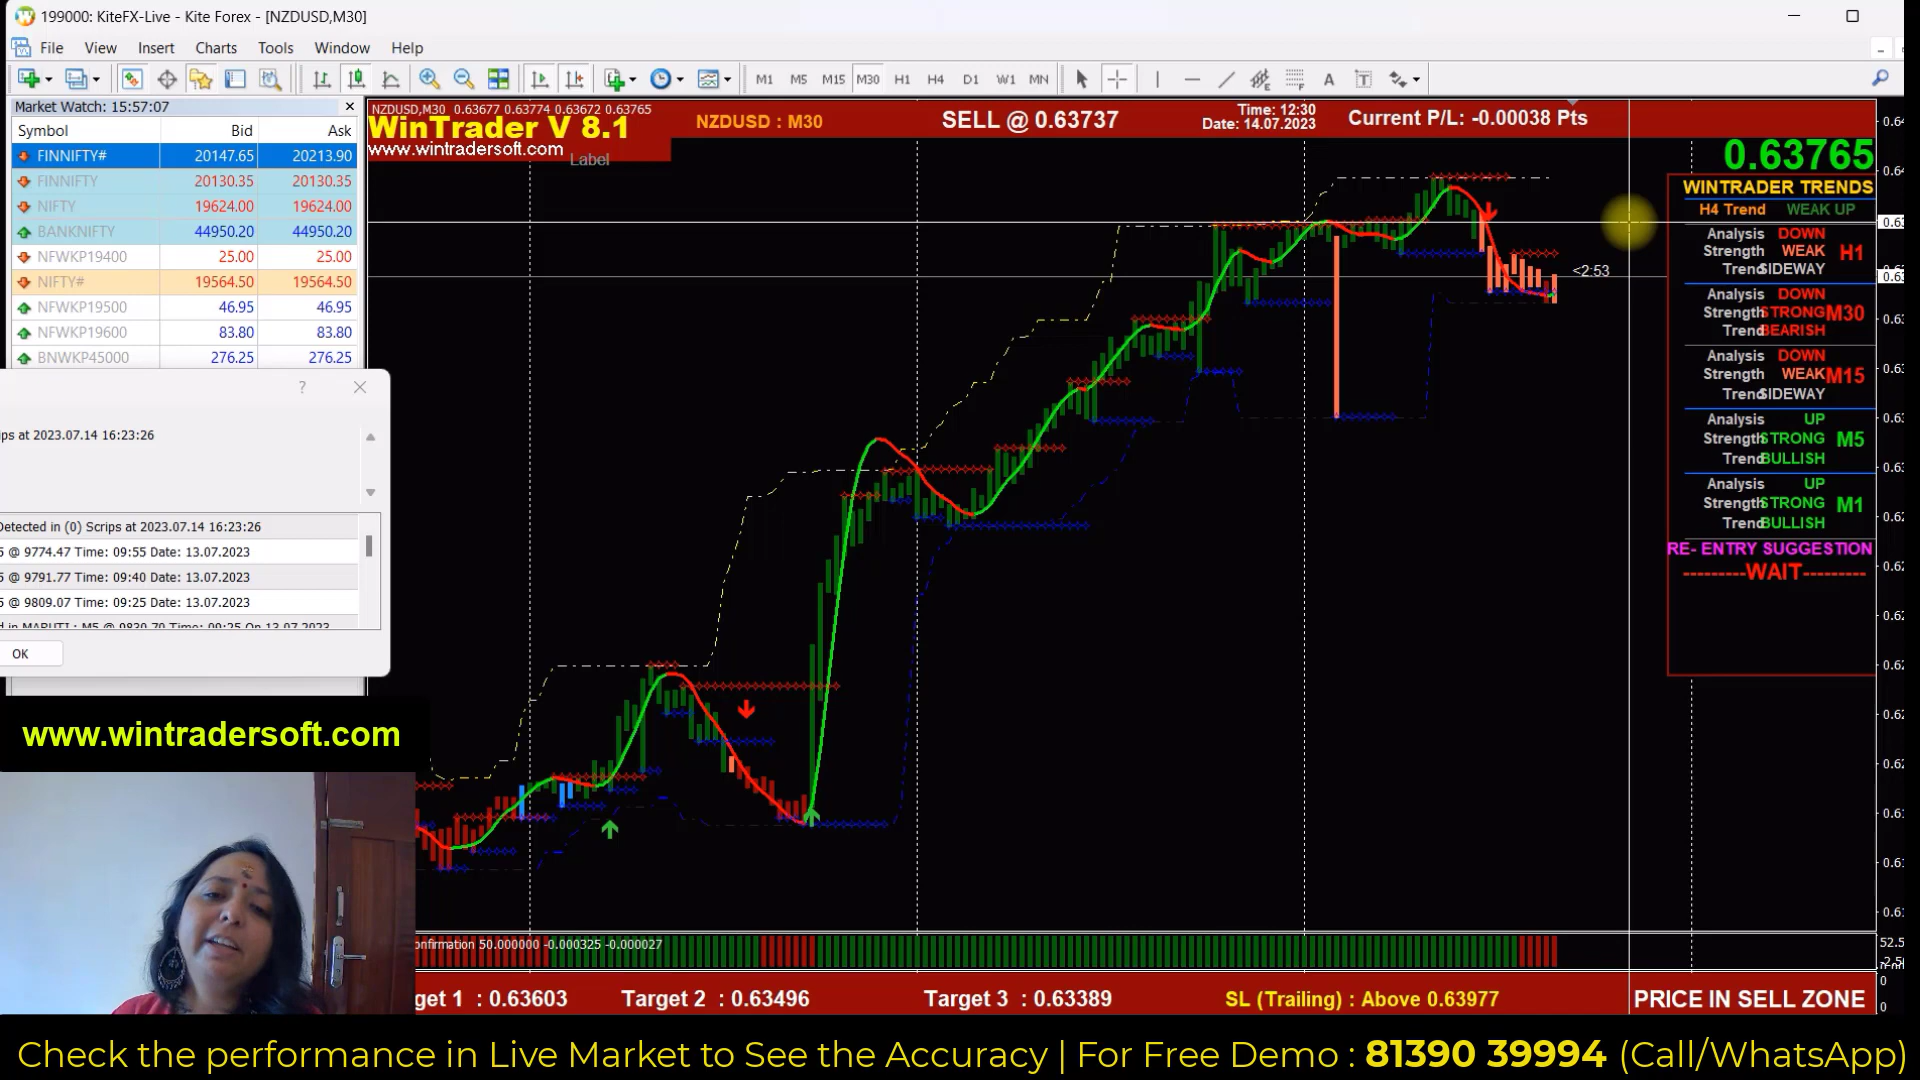 199000: KiteFX-Live - Kite Forex - [NZDUSD,M30]
File View Insert Charts Tools Window Help
M1 M5 M15 M30 H1 H4 D1 W1 MN
Market Watch: 15:57:07
Symbol Bid Ask
FINNIFTY# 20147.65 20213.90
FINNIFTY 20130.35 20130.35
NIFTY 19624.00 19624.00
BANKNIFTY 44950.20 44950.20
NFWKP19400 25.00 25.00
NIFTY# 19564.50 19564.50
NFWKP19500 46.95 46.95
NFWKP19600 83.80 83.80
BNWKP45000 276.25 276.25
ips at 2023.07.14 16:23:26
Detected in (0) Scrips at 2023.07.14 16:23:26
5 @ 9774.47 Time: 09:55 Date: 13.07.2023
5 @ 9791.77 Time: 09:40 Date: 13.07.2023
5 @ 9809.07 Time: 09:25 Date: 13.07.2023
d in MARUTI : M5 @ 9830.70 Time: 09:25 On 13.07.2023
OK
www.wintradersoft.com
NZDUSD,M30 0.63677 0.63774 0.63672 0.63765
WinTrader V 8.1
www.wintradersoft.com
Label
NZDUSD : M30
SELL @ 0.63737
Time: 12:30
Date: 14.07.2023
Current P/L: -0.00038 Pts
0.63765
WINTRADER TRENDS
H4 Trend WEAK UP
Analysis DOWN
Strength WEAK H1
Trend SIDEWAY
Analysis DOWN
Strength STRONG M30
Trend BEARISH
Analysis DOWN
Strength WEAK M15
Trend SIDEWAY
Analysis UP
Strength STRONG M5
Trend BULLISH
Analysis UP
Strength STRONG M1
Trend BULLISH
RE- ENTRY SUGGESTION
---------WAIT---------
<2:53
onfirmation 50.000000 -0.000325 -0.000027
get 1 : 0.63603 Target 2 : 0.63496 Target 3 : 0.63389 SL (Trailing) : Above 0.63977 PRICE IN SELL ZONE
Check the performance in Live Market to See the Accuracy | For Free Demo : 81390 39994 (Call/WhatsApp)